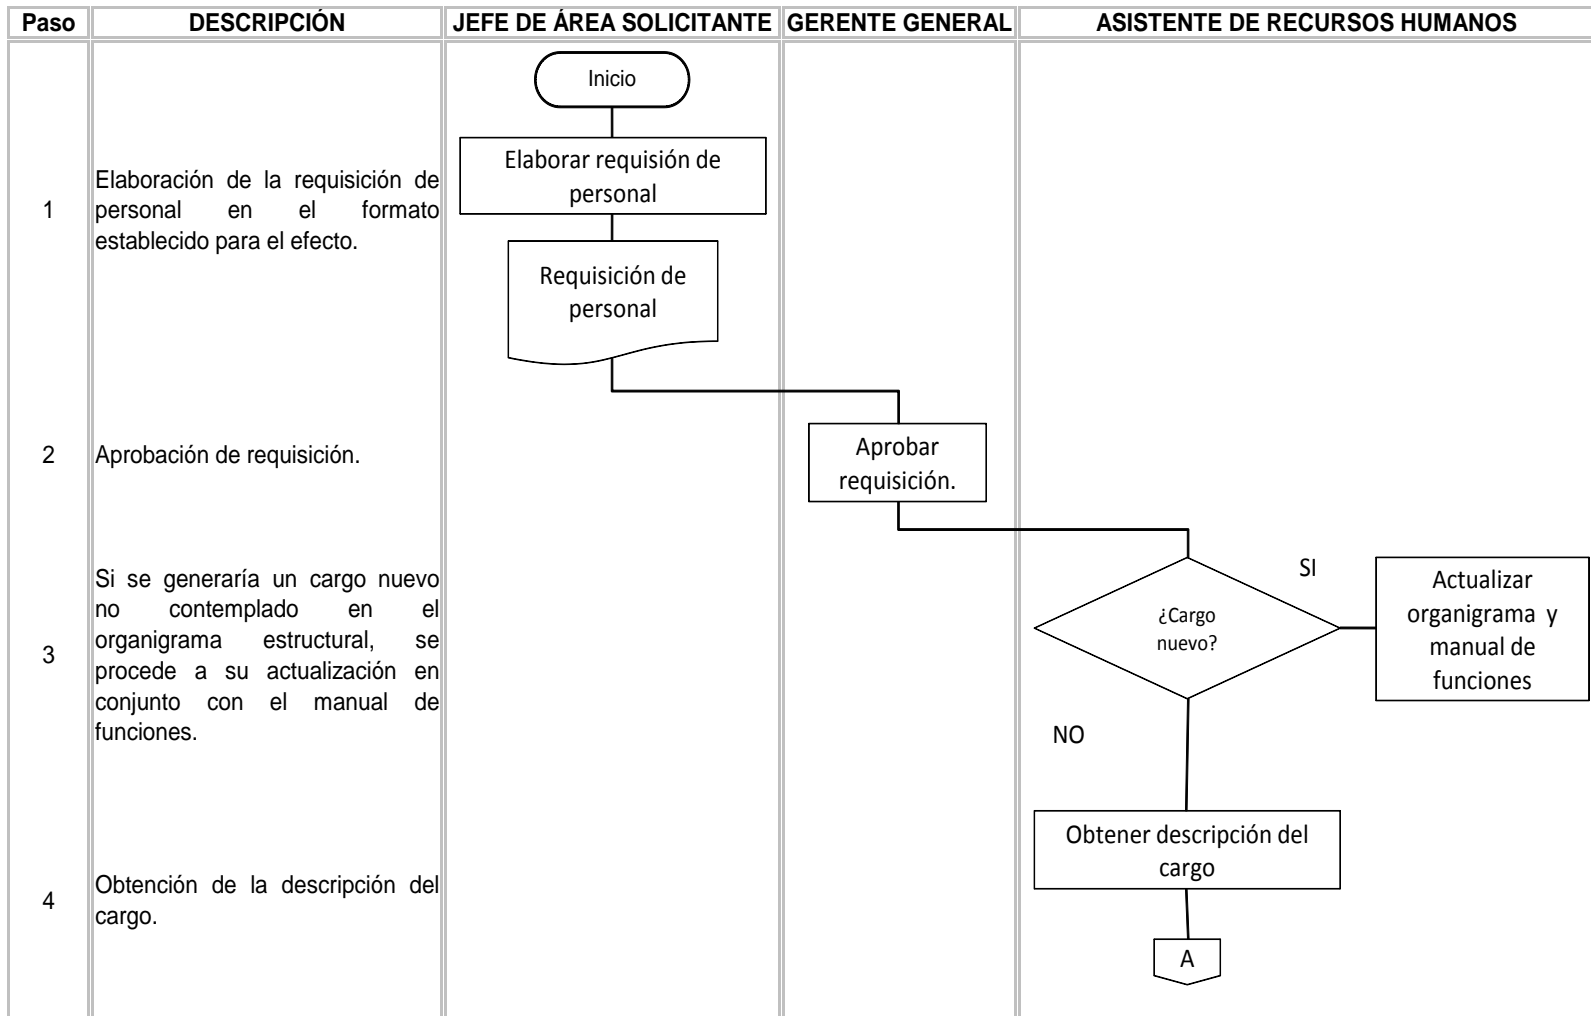 Paso DESCRIPCIÓN JEFE DE ÁREA SOLICITANTE GERENTE GENERAL ASISTENTE DE RECURSOS HUMANOS
Inicio
1
Elaboración de la requisición de
personal en el formato
establecido para el efecto.
Elaborar requisión de
personal
Requisición de
personal
2
Aprobación de requisición.
Aprobar
requisición.
3
Si se generaría un cargo nuevo
no contemplado en el
organigrama estructural, se
procede a su actualización en
conjunto con el manual de
funciones.
¿Cargo
nuevo?
SI
Actualizar
organigrama y
manual de
funciones
NO
4
Obtención de la descripción del
cargo.
Obtener descripción del
cargo
A